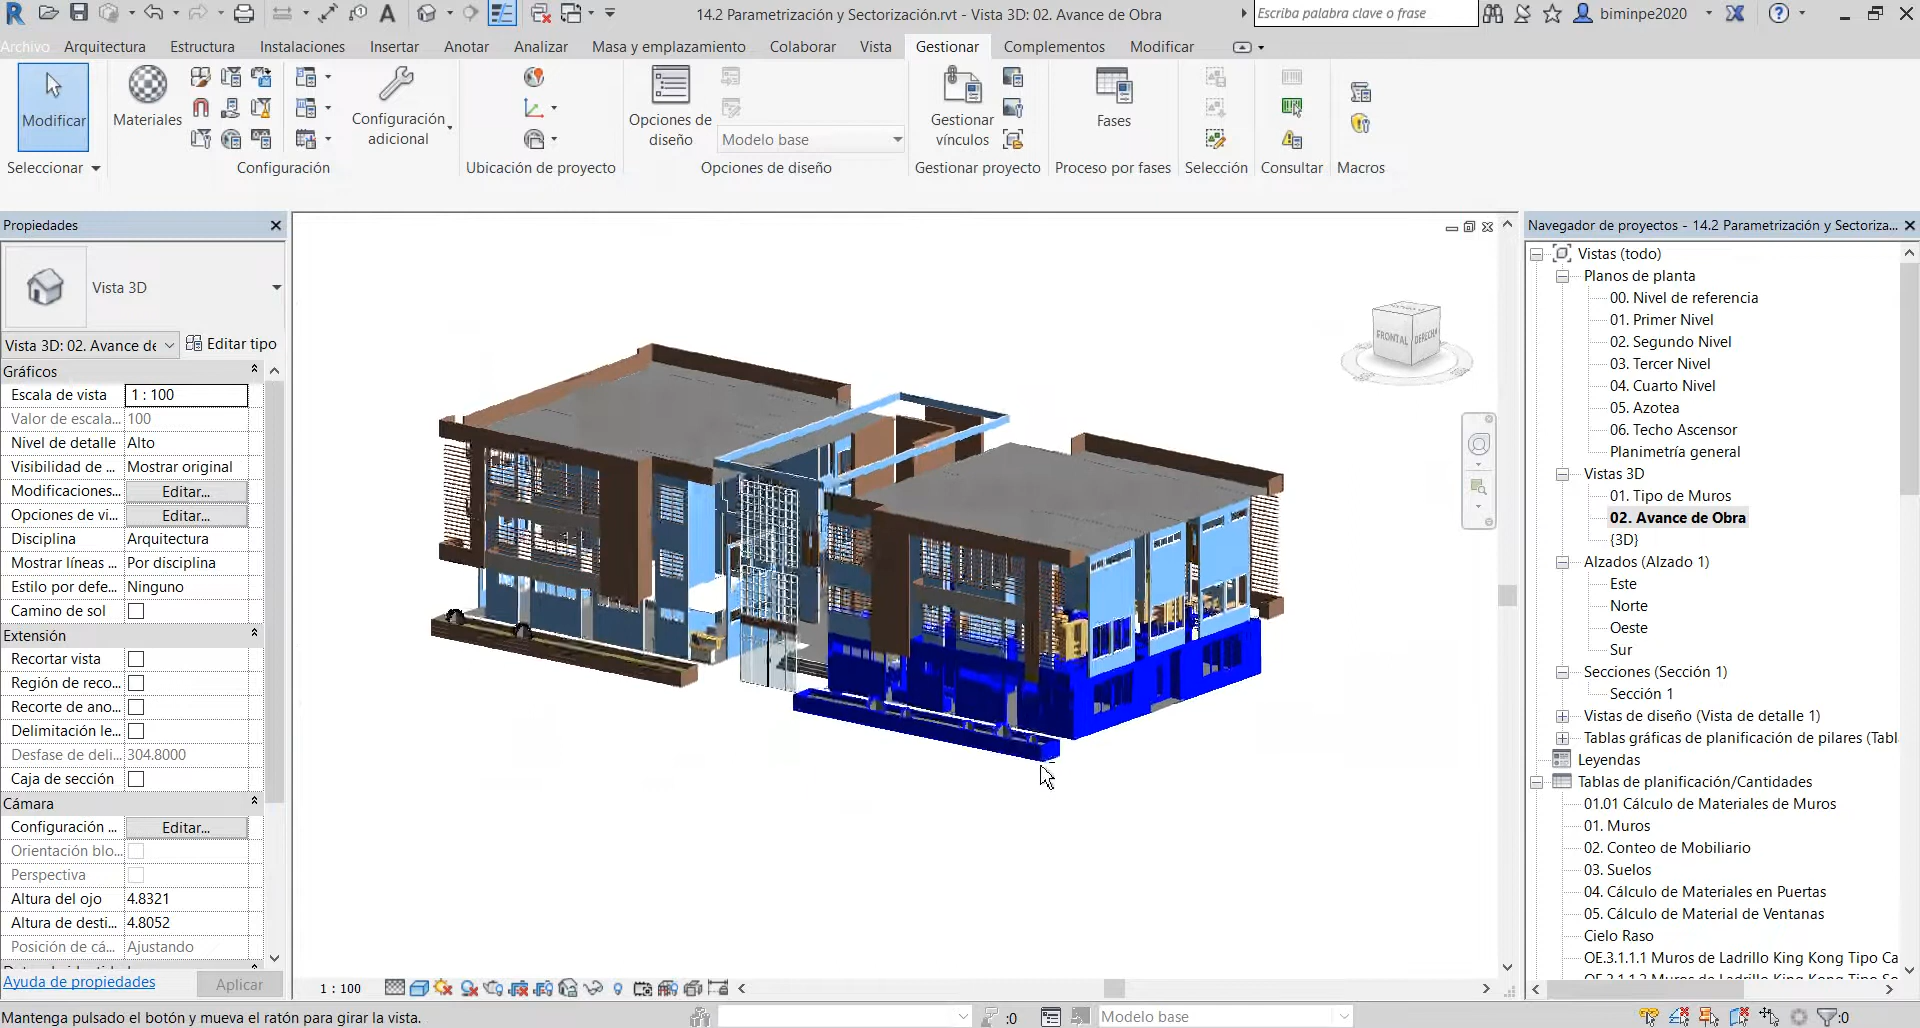 14.2 Parametrización y Sectorización.rvt - Vista 3D: 02. Avance de Obra
Escriba palabra clave o frase
biminpe2020
Archivo
Arquitectura
Estructura
Instalaciones
Insertar
Anotar
Analizar
Masa y emplazamiento
Colaborar
Vista
Gestionar
Complementos
Modificar
Modificar
Materiales
Configuración
adicional
Opciones de
diseño
Modelo base
Gestionar
vínculos
Fases
Seleccionar
Configuración
Ubicación de proyecto
Opciones de diseño
Gestionar proyecto
Proceso por fases
Selección
Consultar
Macros
Propiedades
Vista 3D
Vista 3D: 02. Avance de
Editar tipo
Gráficos
Escala de vista 1 : 100
Valor de escala... 100
Nivel de detalle Alto
Visibilidad de ... Mostrar original
Modificaciones... Editar...
Opciones de vi... Editar...
Disciplina Arquitectura
Mostrar líneas ... Por disciplina
Estilo por defe... Ninguno
Camino de sol
Extensión
Recortar vista
Región de reco...
Recorte de ano...
Delimitación le...
Desfase de deli... 304.8000
Caja de sección
Cámara
Configuración ... Editar...
Orientación blo...
Perspectiva
Altura del ojo 4.8321
Altura de desti... 4.8052
Posición de cá... Ajustando
Ayuda de propiedades
Aplicar
FRONTAL
DERECHA
Navegador de proyectos - 14.2 Parametrización y Sectoriza...
Vistas (todo)
Planos de planta
00. Nivel de referencia
01. Primer Nivel
02. Segundo Nivel
03. Tercer Nivel
04. Cuarto Nivel
05. Azotea
06. Techo Ascensor
Planimetría general
Vistas 3D
01. Tipo de Muros
02. Avance de Obra
{3D}
Alzados (Alzado 1)
Este
Norte
Oeste
Sur
Secciones (Sección 1)
Sección 1
Vistas de diseño (Vista de detalle 1)
Tablas gráficas de planificación de pilares (Tabl
Leyendas
Tablas de planificación/Cantidades
01.01 Cálculo de Materiales de Muros
01. Muros
02. Conteo de Mobiliario
03. Suelos
04. Cálculo de Materiales en Puertas
05. Cálculo de Material de Ventanas
Cielo Raso
OE.3.1.1.1 Muros de Ladrillo King Kong Tipo Ca
OE.3.1.1.2 Muros de Ladrillo King Kong Tipo So
1 : 100
Mantenga pulsado el botón y mueva el ratón para girar la vista.
:0
Modelo base
:0